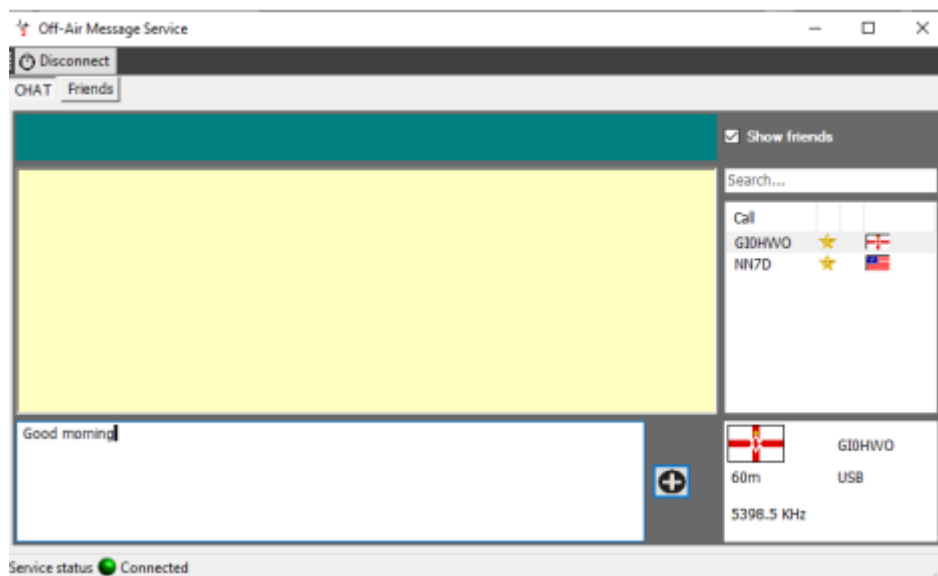 Off-Air Message Service
Disconnect
CHAT Friends
Show friends
Search...
Call
GI0HWO
NN7D
Good morning
GI0HWO
60m USB
5398.5 KHz
Service status Connected